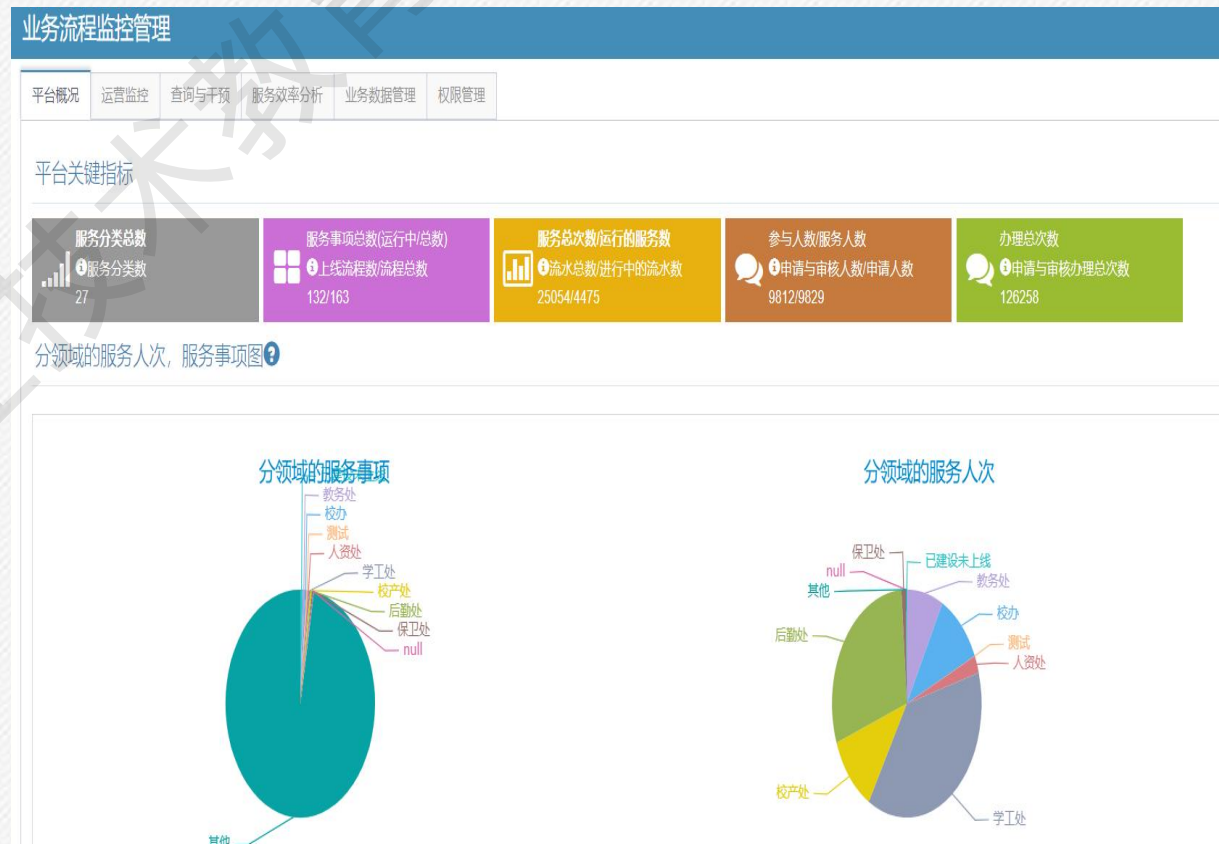 业务流程监控管理
平台概况 运营监控 查询与干预 服务效率分析 业务数据管理 权限管理
平台关键指标
服务分类总数
服务分类数
27
服务事项总数(运行中/总数)
上线流程数/流程总数
132/163
服务总次数/运行的服务数
流水总数/进行中的流水数
25054/4475
参与人数/服务人数
申请与审核人数/申请人数
9812/9829
办理总次数
申请与审核办理总次数
126258
分领域的服务人次，服务事项图
分领域的服务事项
教务处
校办
测试
人资处
学工处
校产处
后勤处
保卫处
null
其他
分领域的服务人次
保卫处
已建设未上线
null
教务处
其他
校办
后勤处
测试
人资处
校产处
学工处
技术教育